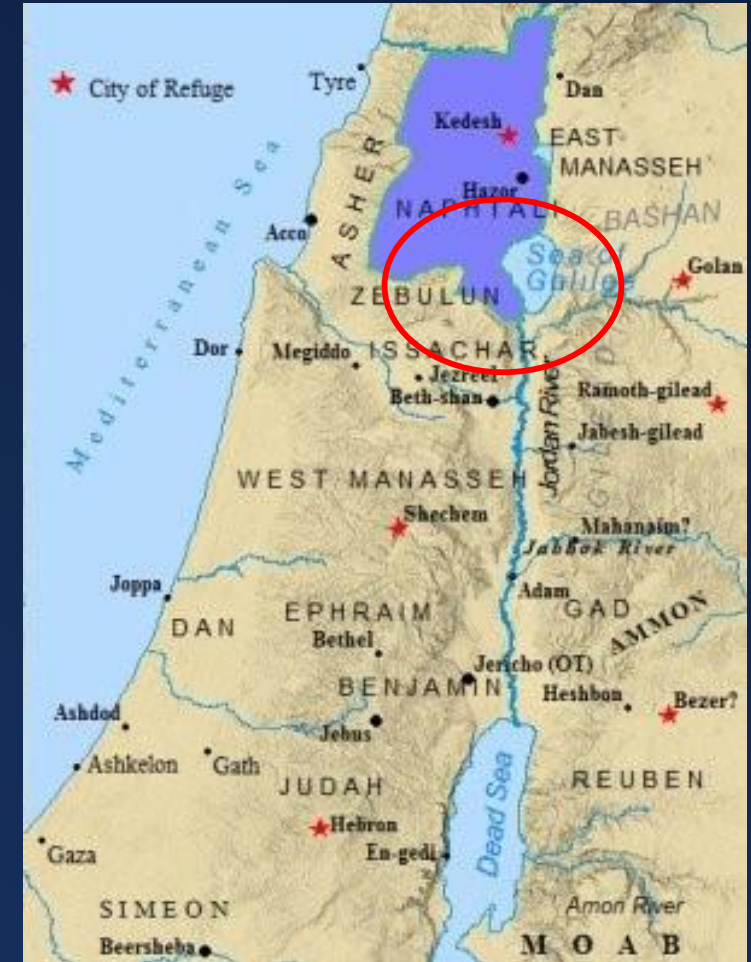 City of Refuge
Tyre
Dan
Kedesh
EAST
MANASSEH
ASHER
Hazor
NAPHTALI
BASHAN
Mediterranean Sea
Acco
Sea of
Golan
ZEBULUN
Dor
Megiddo
ISSACHAR
Jezreel
Beth-shan
Jordan River
Ramoth-gilead
Jabesh-gilead
WEST MANASSEH
Shechem
Mahanaim?
Jabbok River
Joppa
Adam
DAN
EPHRAIM
GAD
AMMON
Bethel
Jericho (OT)
BENJAMIN
Heshbon
Bezer?
Ashdod
Jebus
Ashkelon
Gath
JUDAH
REUBEN
Dead Sea
Hebron
En-gedi
Gaza
SIMEON
Arnon River
Beersheba
MOAB